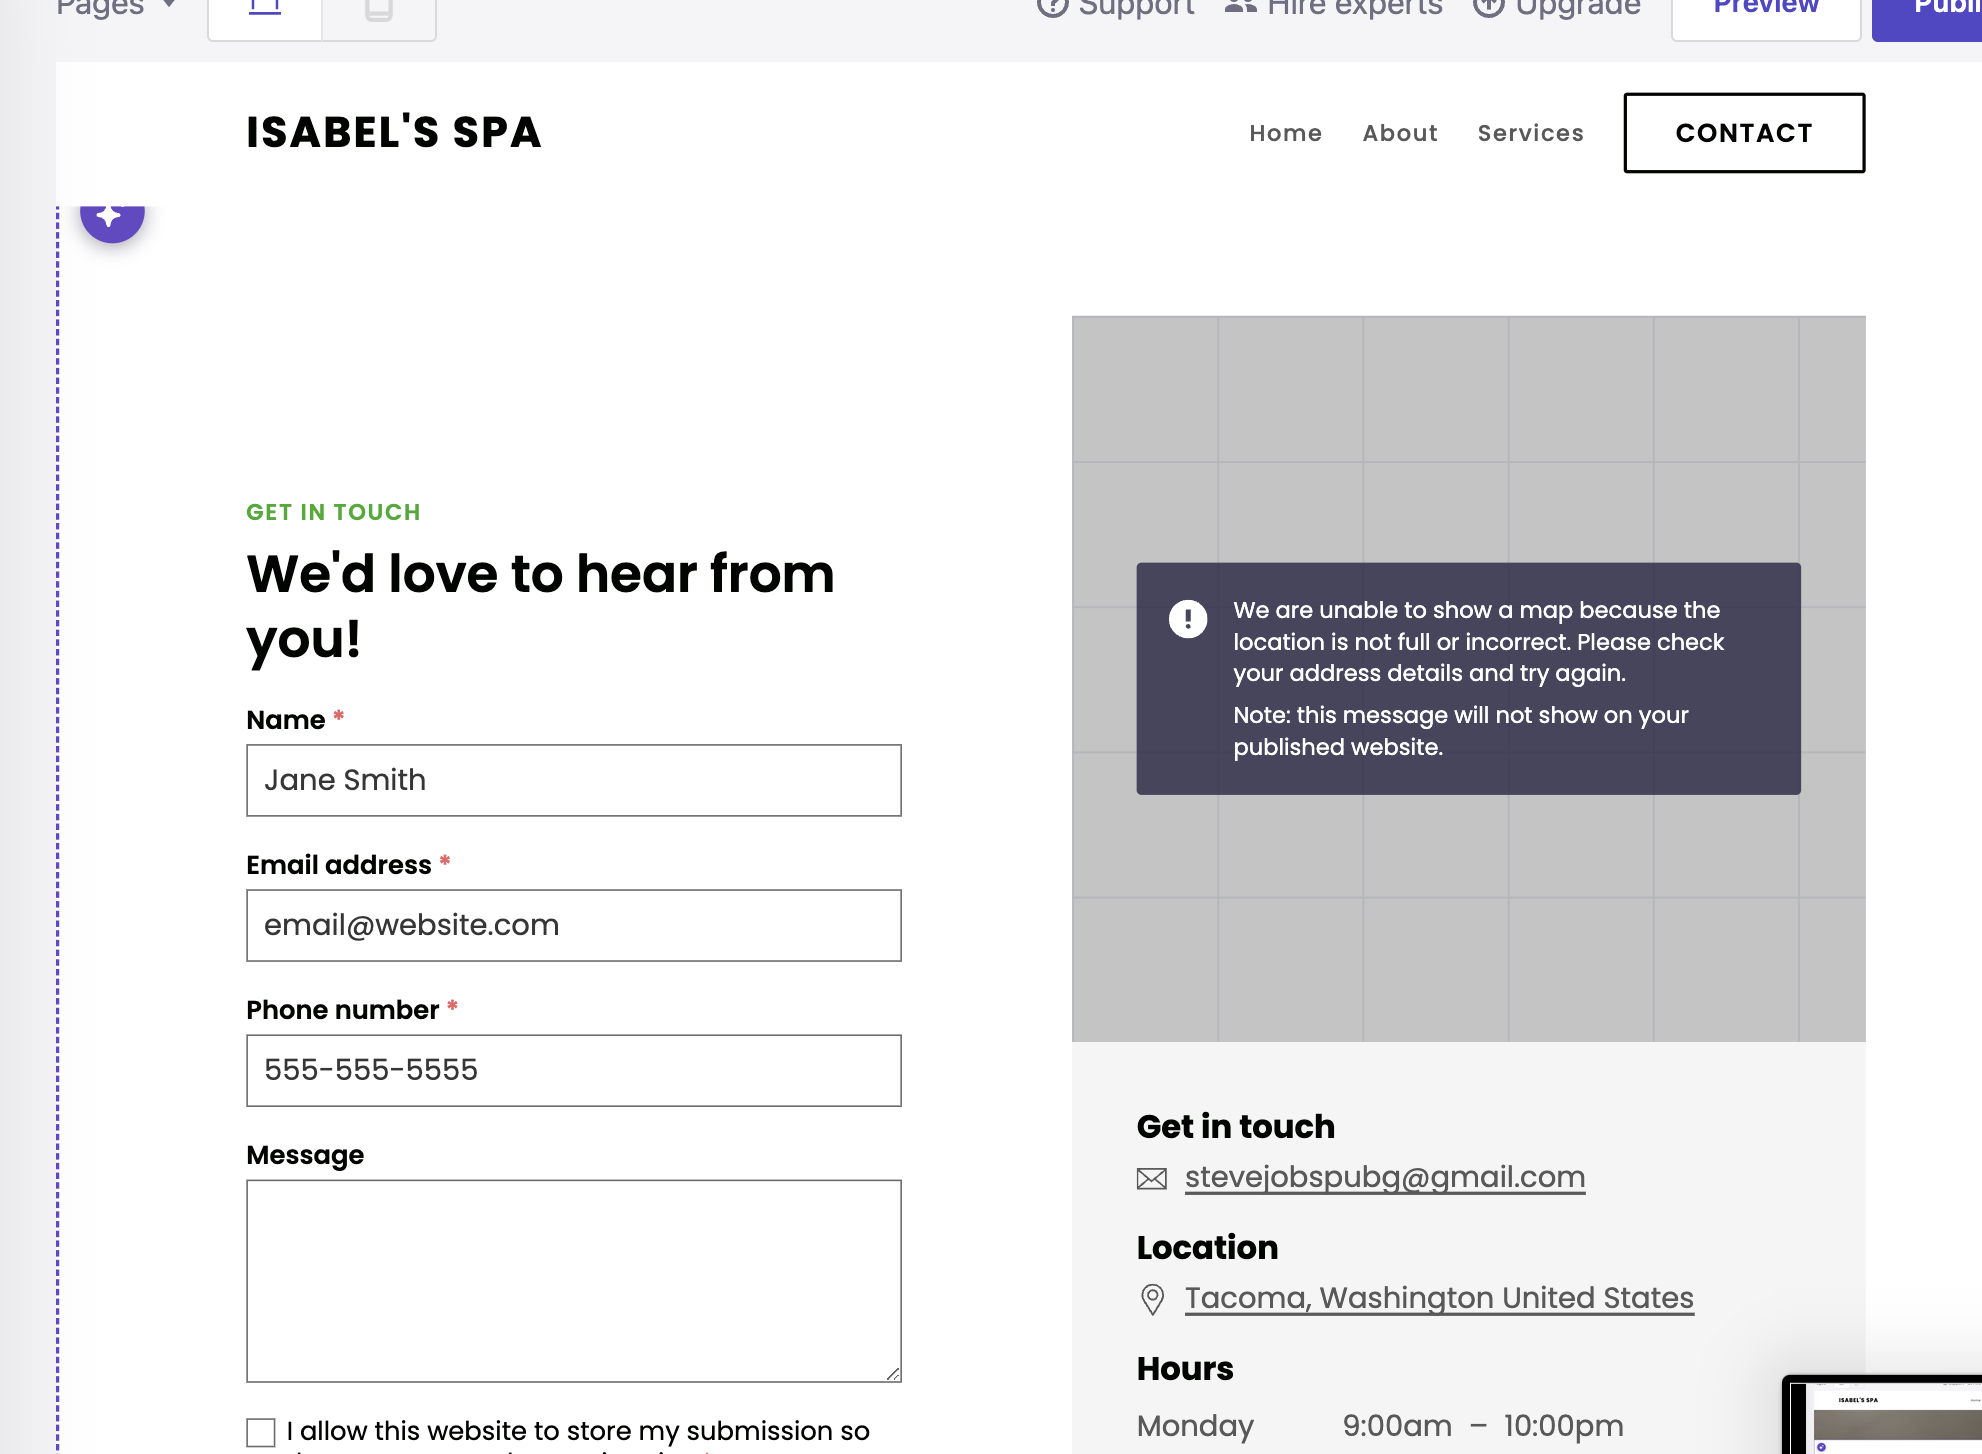 Pages
Support
Hire experts
Upgrade
Preview
ISABEL'S SPA
Home
About
Services
CONTACT
GET IN TOUCH
We'd love to hear from
you!
Name *
Jane Smith
Email address *
email@website.com
Phone number *
555-555-5555
Message
I allow this website to store my submission so
We are unable to show a map because the
location is not full or incorrect. Please check
your address details and try again.
Note: this message will not show on your
published website.
Get in touch
stevejobspubg@gmail.com
Location
Tacoma, Washington United States
Hours
Monday 9:00am – 10:00pm
ISABEL'S SPA